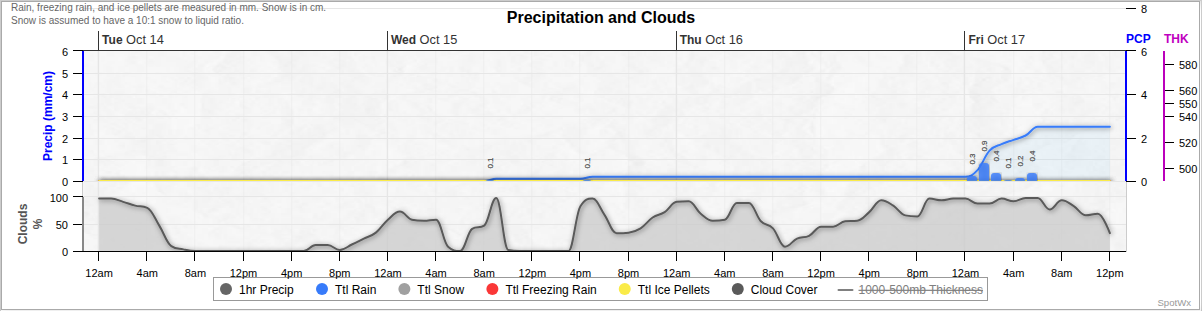 Rain, freezing rain, and ice pellets are measured in mm. Snow is in cm.
Snow is assumed to have a 10:1 snow to liquid ratio.
Precipitation and Clouds
Tue Oct 14 Wed Oct 15 Thu Oct 16 Fri Oct 17
PCP THK
Precip (mm/cm)
6
5
4
3
2
1
0
8
6
4
2
0
580
560
550
540
520
500
0.1 0.1 0.3 0.9 0.4 0.1 0.2 0.4
Clouds
%
100
50
0
12am 4am 8am 12pm 4pm 8pm 12am 4am 8am 12pm 4pm 8pm 12am 4am 8am 12pm 4pm 8pm 12am 4am 8am 12pm
1hr Precip Ttl Rain Ttl Snow Ttl Freezing Rain Ttl Ice Pellets Cloud Cover 1000-500mb Thickness
SpotWx